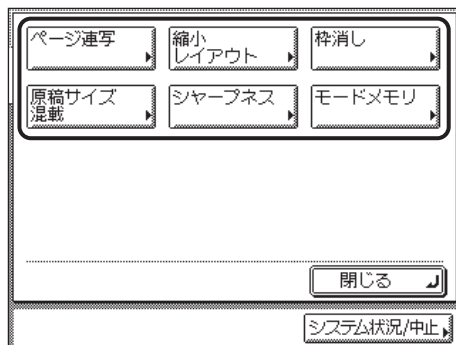 ページ連写
縮小
レイアウト
枠消し
原稿サイズ
混載
シャープネス
モードメモリ
閉じる
システム状況/中止